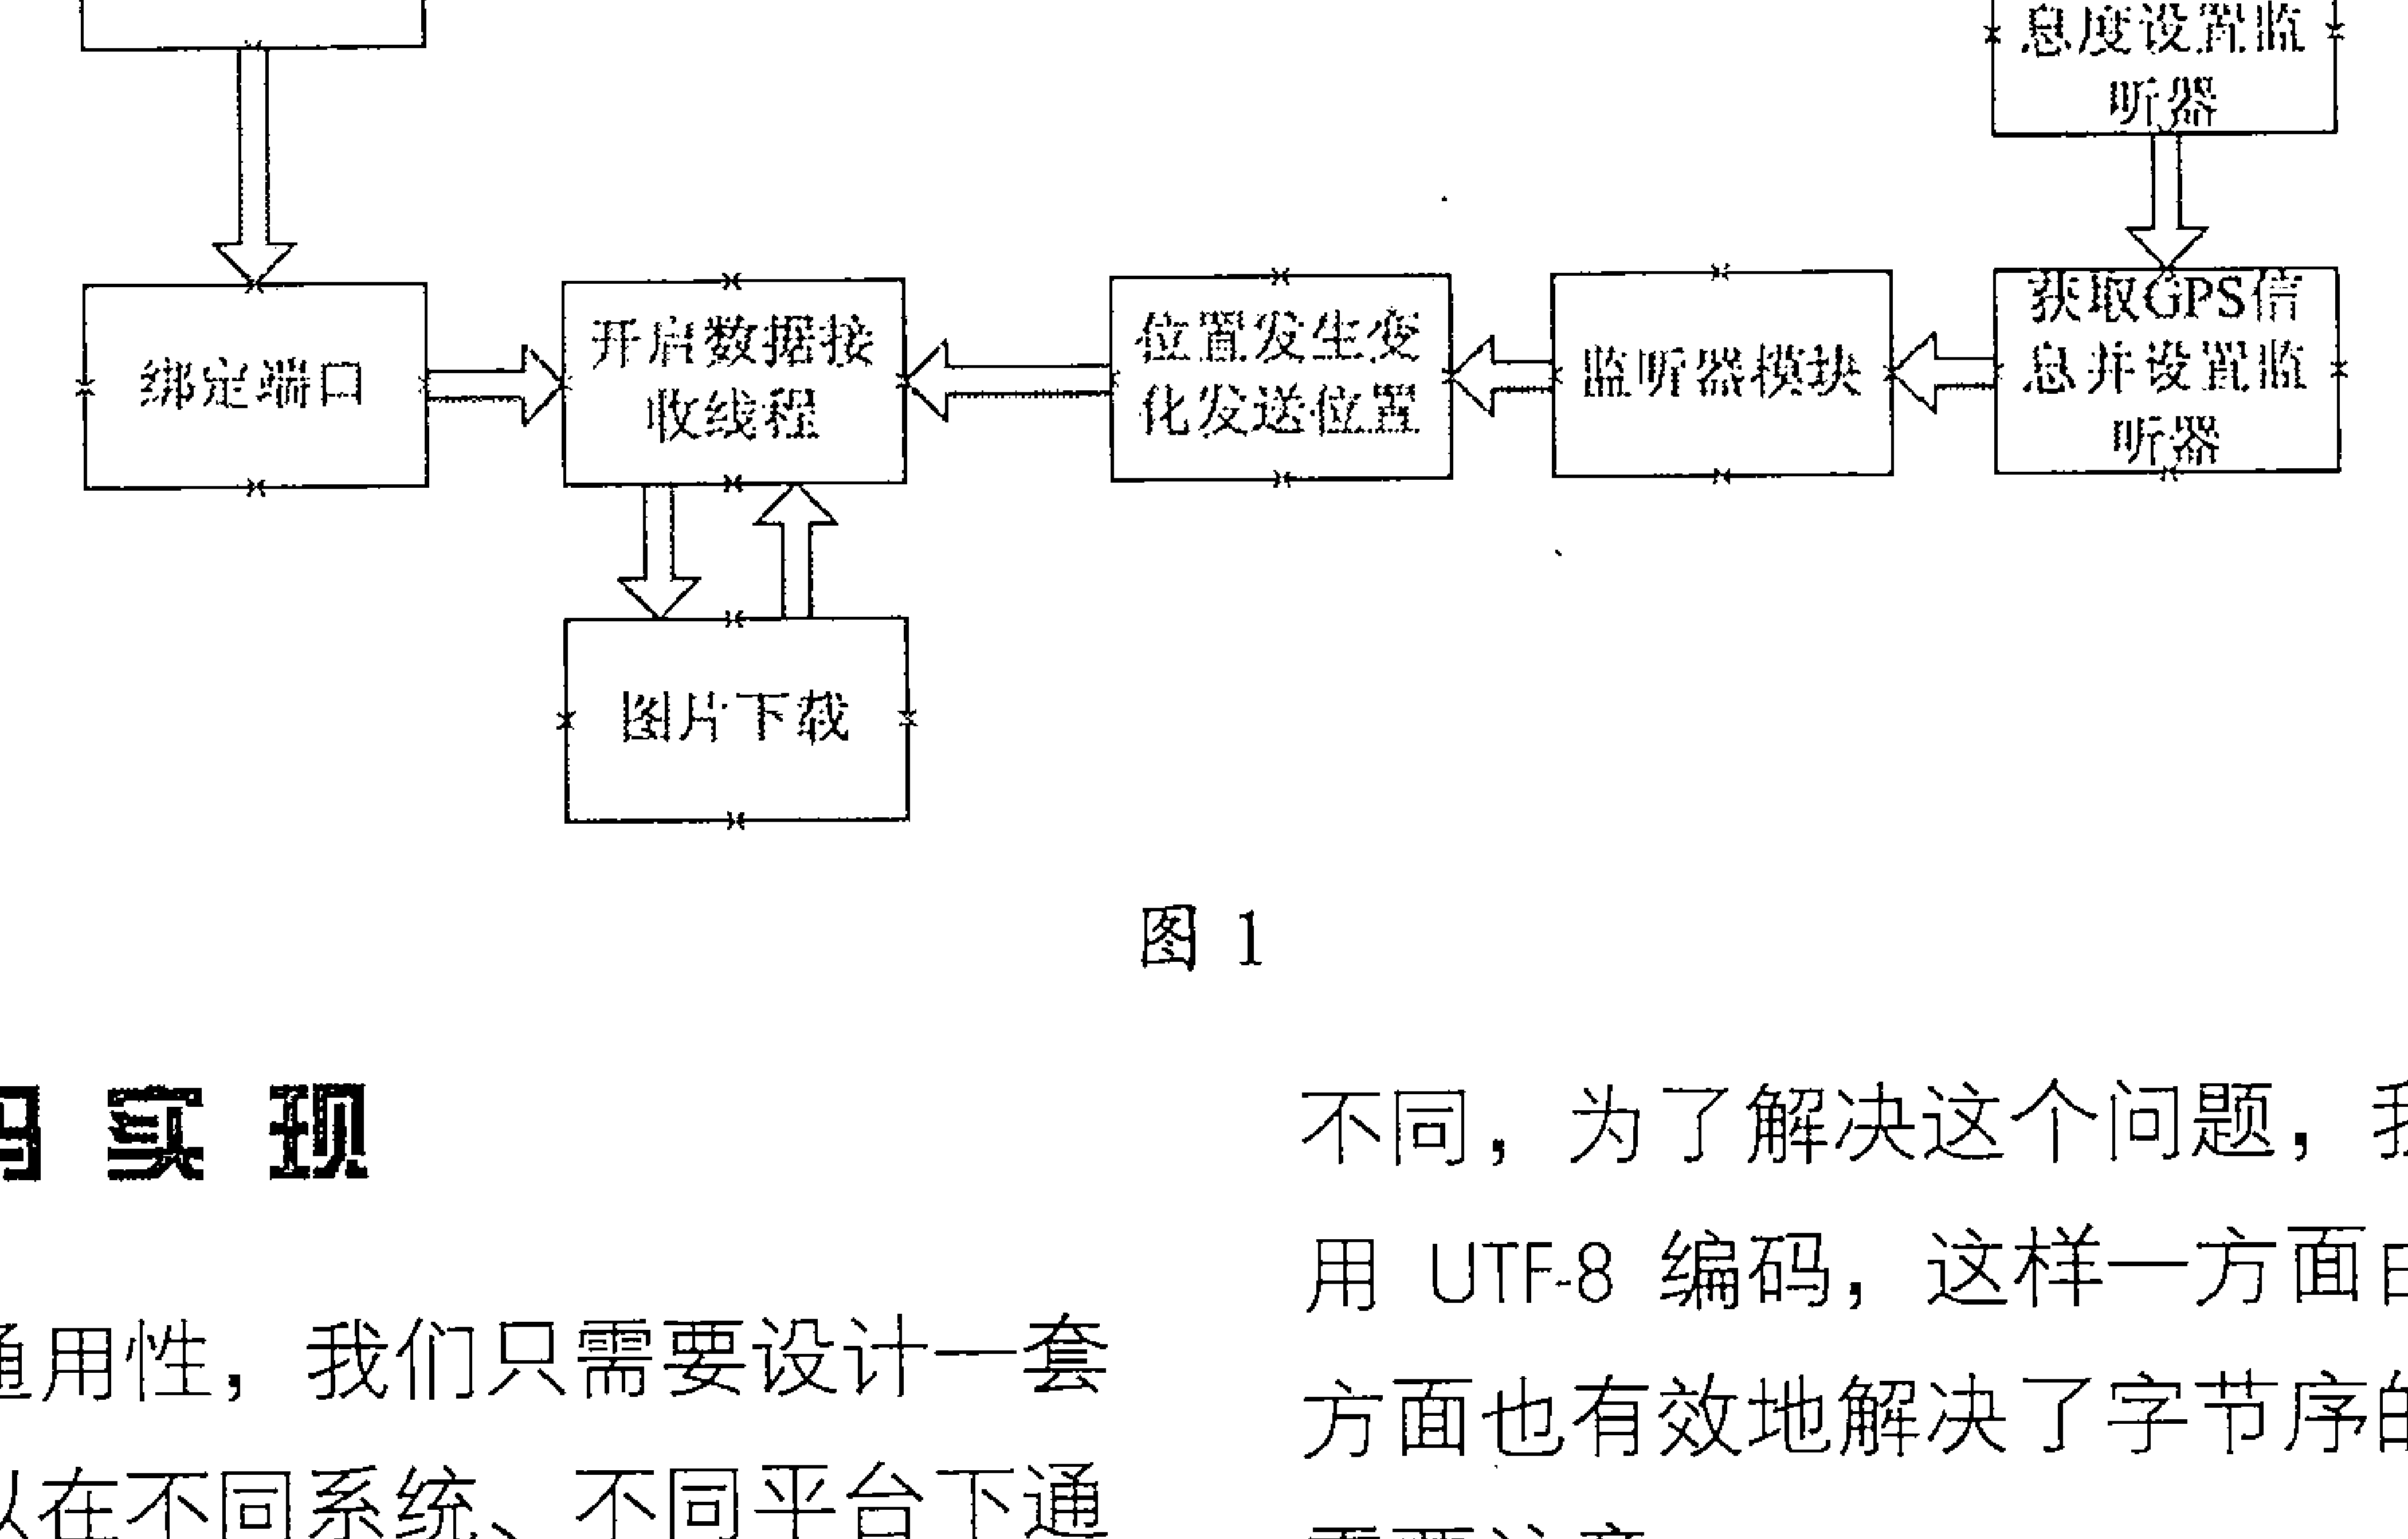 息度设置监
听器
绑定端口
开启数据接
收线程
位置发生变
化发送位置
监听器模块
获取GPS信
息并设置监
听器
图片下载
图 1
实现
通用性，我们只需要设计一套
以在不同系统、不同平台下通
不同，为了解决这个问题，我
用 UTF-8 编码，这样一方面由
方面也有效地解决了字节序的